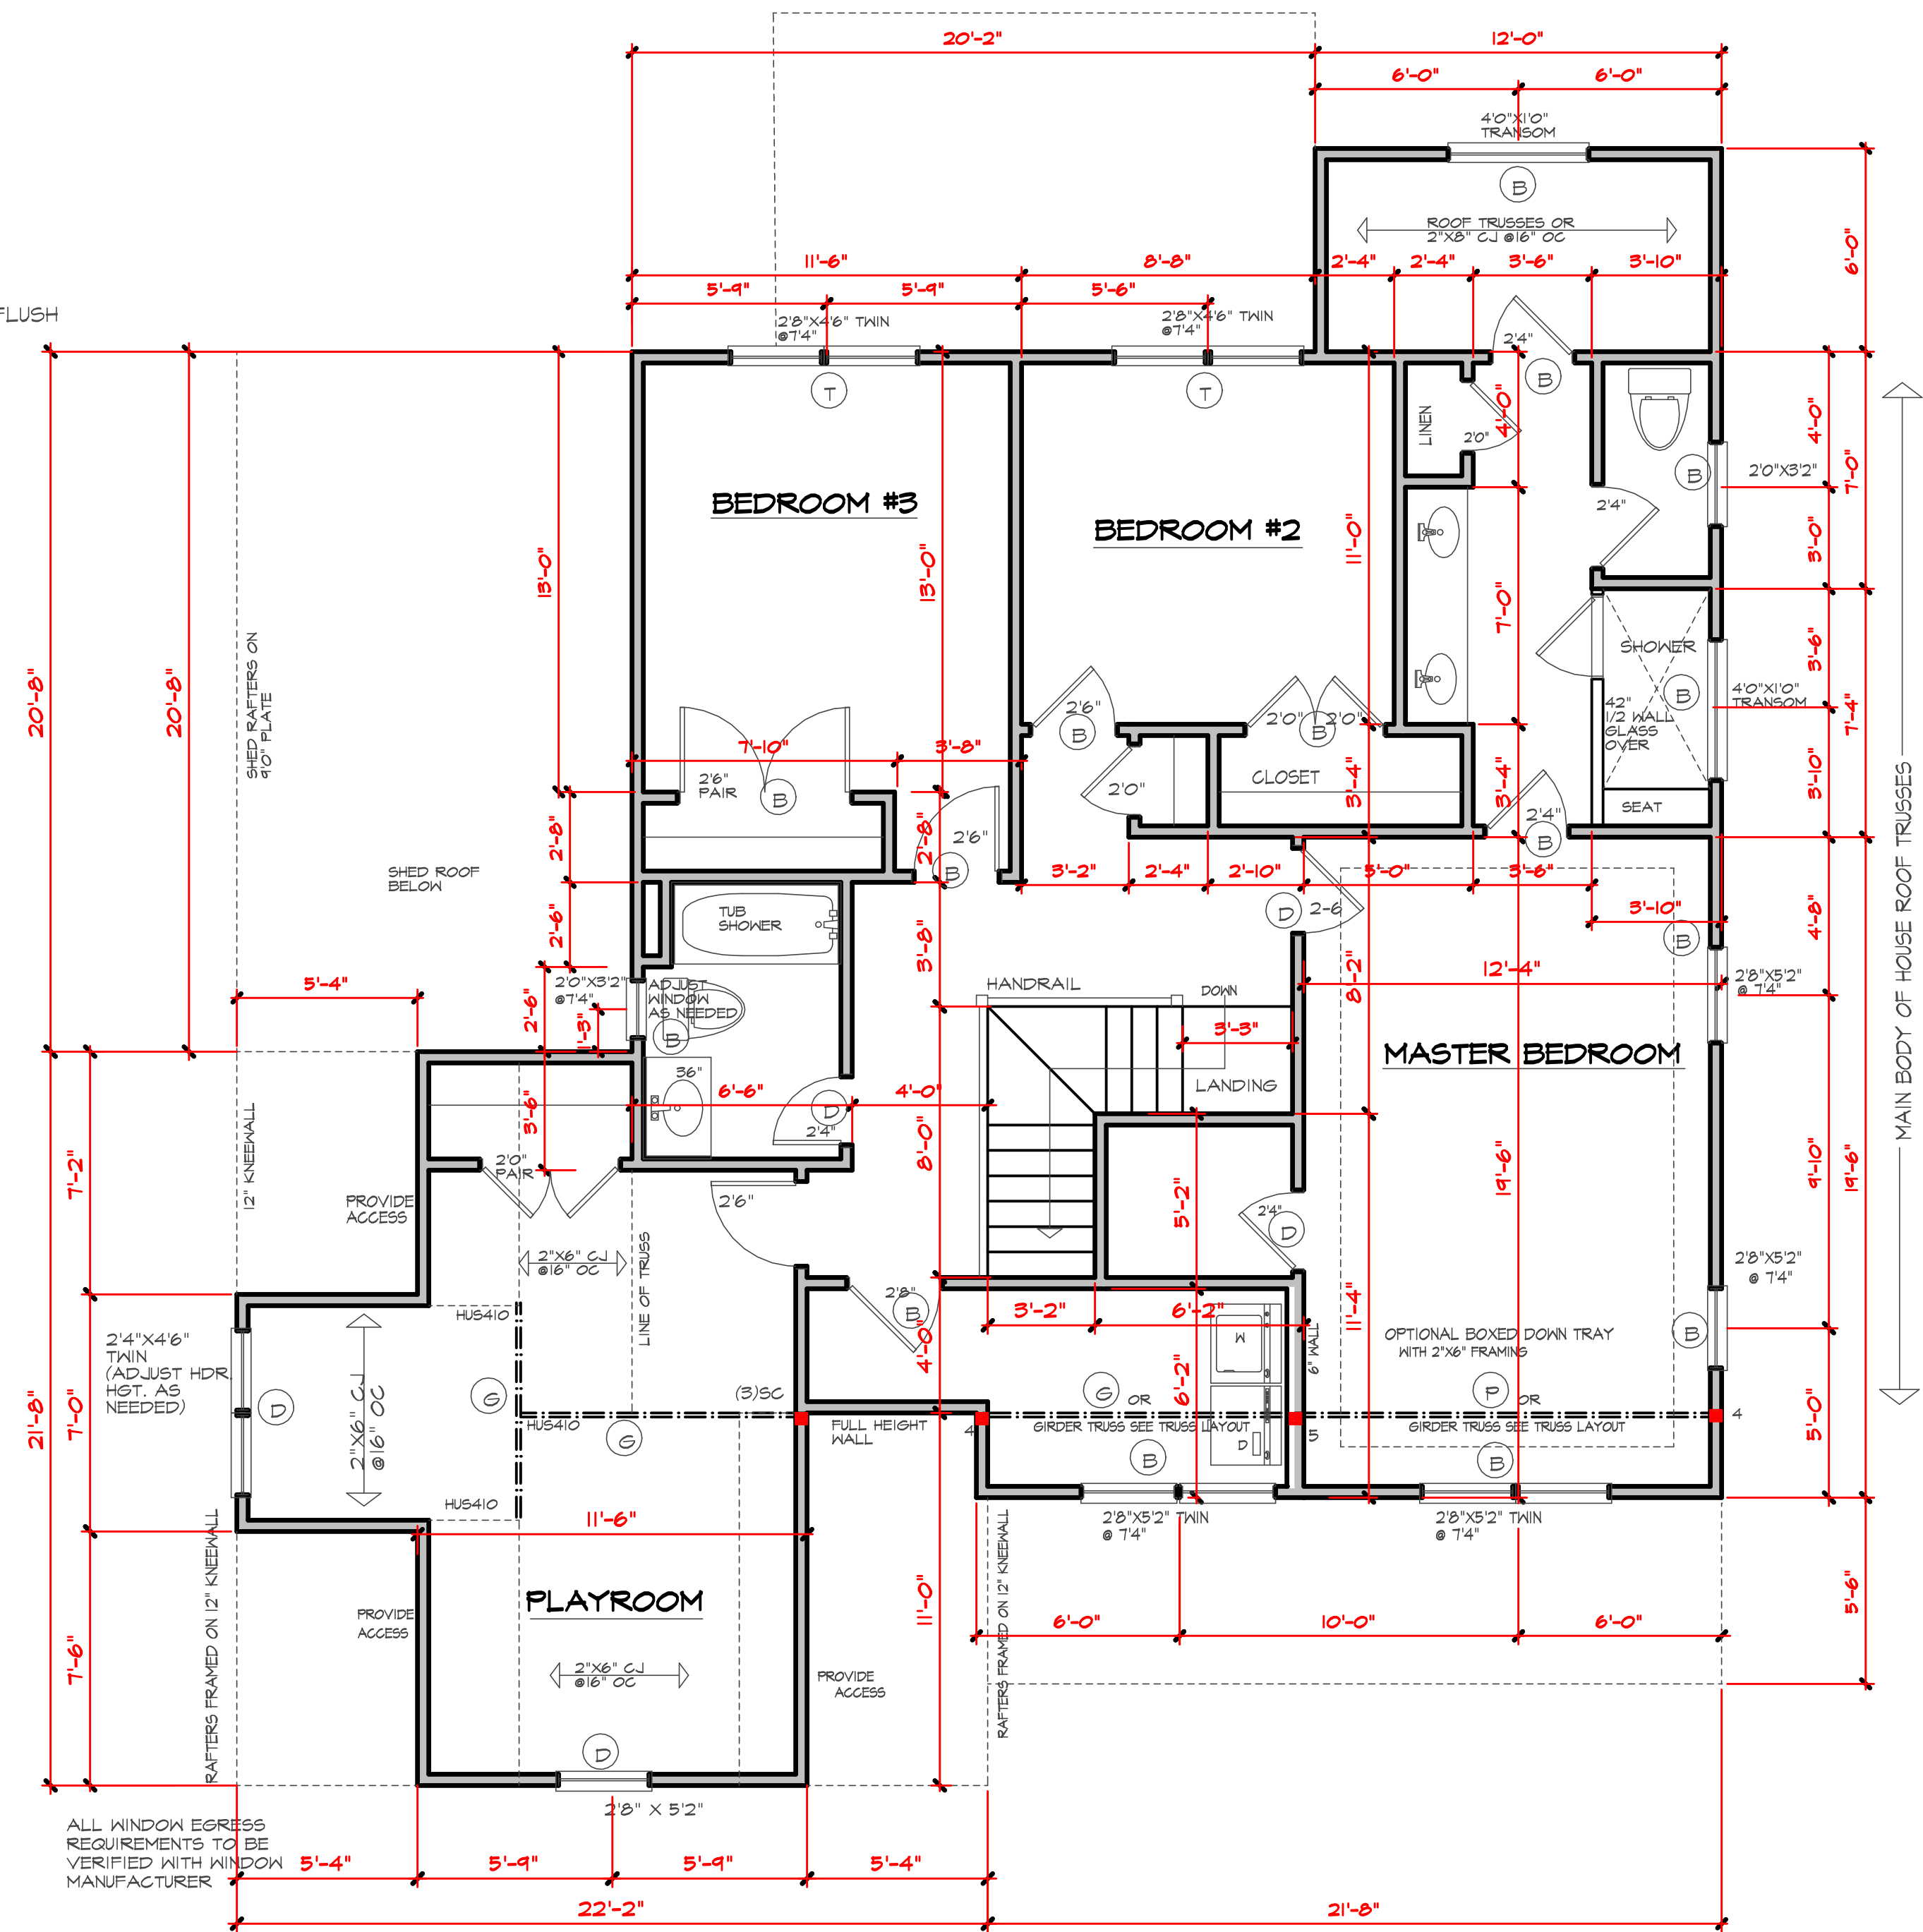 20'-2"
12'-0"
6'-0"
6'-0"
4'0"X1'0"
TRANSOM
B
ROOF TRUSSES OR
2"X8" CJ @16" OC
6'-0"
11'-6"
8'-8"
2'-4"
2'-4"
3'-6"
3'-10"
5'-9"
5'-9"
5'-6"
FLUSH
2'8"X4'6" TWIN
@7'4"
2'8"X4'6" TWIN
@7'4"
2'4"
T
T
B
LINEN
2'0"
4'-0"
4'-0"
B
2'0"X3'2"
7'-0"
BEDROOM #3
BEDROOM #2
2'4"
13'-0"
13'-0"
11'-0"
3'-0"
7'-0"
20'-8"
20'-8"
SHED RAFTERS ON
9'0" PLATE
SHOWER
3'-6"
B
4'0"X1'0"
TRANSOM
42"
1/2 WALL
GLASS
OVER
7'-4"
2'6"
B
2'0"
2'0"
B
7'-10"
3'-8"
2'6"
PAIR
B
2'0"
CLOSET
3'-4"
3'-4"
3'-10"
SEAT
2'4"
B
2'-8"
2'-8"
2'6"
B
SHED ROOF
BELOW
3'-2"
2'-4"
2'-10"
5'-0"
3'-6"
3'-10"
D
2-6
TUB
SHOWER
2'-6"
3'-8"
4'-8"
B
MAIN BODY OF HOUSE ROOF TRUSSES
5'-4"
2'0"X3'2"
@7'4"
ADJUST
WINDOW
AS NEEDED
B
HANDRAIL
DOWN
8'-2"
12'-4"
2'8"X5'2"
@ 7'4"
2'-6"
1'-3"
3'-3"
MASTER BEDROOM
LANDING
36"
6'-6"
4'-0"
D
2'4"
3'-6"
12" KNEEWALL
7'-2"
2'0"
PAIR
8'-0"
19'-6"
9'-10"
19'-6"
PROVIDE
ACCESS
2'6"
5'-2"
2'4"
D
2"X6" CJ
@16" OC
LINE OF TRUSS
2'8"X5'2"
@ 7'4"
2'8"
B
HUS410
3'-2"
6'-2"
11'-4"
4'-0"
W
6" WALL
OPTIONAL BOXED DOWN TRAY
WITH 2"X6" FRAMING
B
2'4"X4'6"
TWIN
(ADJUST HDR.
HGT. AS
NEEDED)
D
2"X6" CJ
@16" OC
G
(3)SC
G
OR
6'-2"
P
OR
5'-0"
4
21'-8"
7'-0"
HUS410
G
FULL HEIGHT
WALL
4
GIRDER TRUSS SEE TRUSS LAYOUT
5
GIRDER TRUSS SEE TRUSS LAYOUT
D
B
B
HUS410
11'-6"
2'8"X5'2" TWIN
@ 7'4"
2'8"X5'2" TWIN
@ 7'4"
RAFTERS FRAMED ON 12" KNEEWALL
RAFTERS FRAMED ON 12" KNEEWALL
PLAYROOM
11'-0"
5'-6"
PROVIDE
ACCESS
6'-0"
10'-0"
6'-0"
7'-6"
2"X6" CJ
@16" OC
PROVIDE
ACCESS
D
2'8" X 5'2"
ALL WINDOW EGRESS
REQUIREMENTS TO BE
VERIFIED WITH WINDOW
MANUFACTURER
5'-4"
5'-9"
5'-9"
5'-4"
22'-2"
21'-8"